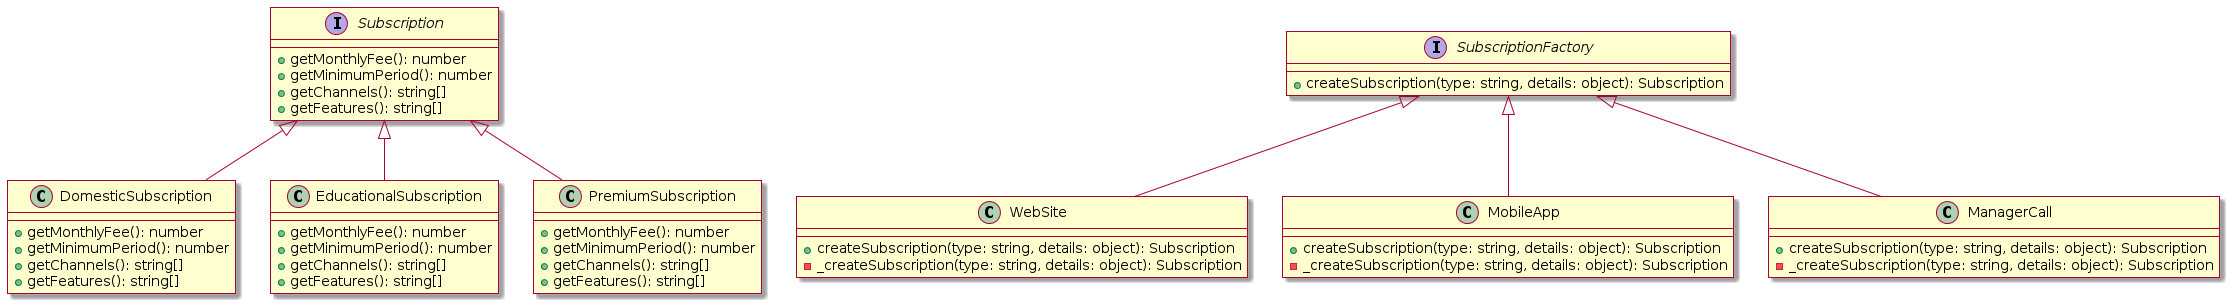 I Subscription
getMonthlyFee(): number
getMinimumPeriod(): number
getChannels(): string[]
getFeatures(): string[]
I SubscriptionFactory
createSubscription(type: string, details: object): Subscription
C DomesticSubscription
getMonthlyFee(): number
getMinimumPeriod(): number
getChannels(): string[]
getFeatures(): string[]
C EducationalSubscription
getMonthlyFee(): number
getMinimumPeriod(): number
getChannels(): string[]
getFeatures(): string[]
C PremiumSubscription
getMonthlyFee(): number
getMinimumPeriod(): number
getChannels(): string[]
getFeatures(): string[]
C WebSite
createSubscription(type: string, details: object): Subscription
_createSubscription(type: string, details: object): Subscription
C MobileApp
createSubscription(type: string, details: object): Subscription
_createSubscription(type: string, details: object): Subscription
C ManagerCall
createSubscription(type: string, details: object): Subscription
_createSubscription(type: string, details: object): Subscription